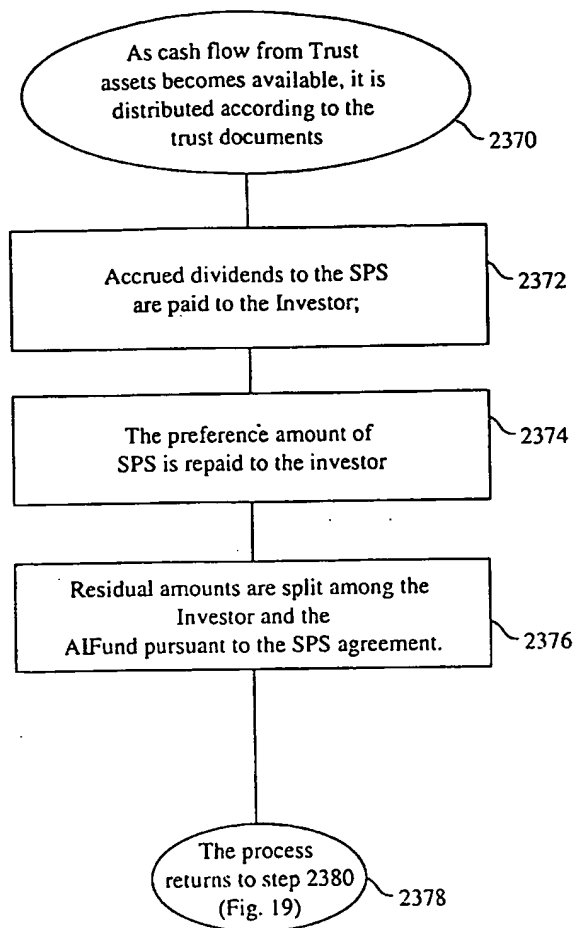 As cash flow from Trust
assets becomes available, it is
distributed according to the
trust documents
2370
Accrued dividends to the SPS
are paid to the Investor;
2372
The preference amount of
SPS is repaid to the investor
2374
Residual amounts are split among the
Investor and the
AIFund pursuant to the SPS agreement.
2376
The process
returns to step 2380
(Fig. 19)
2378